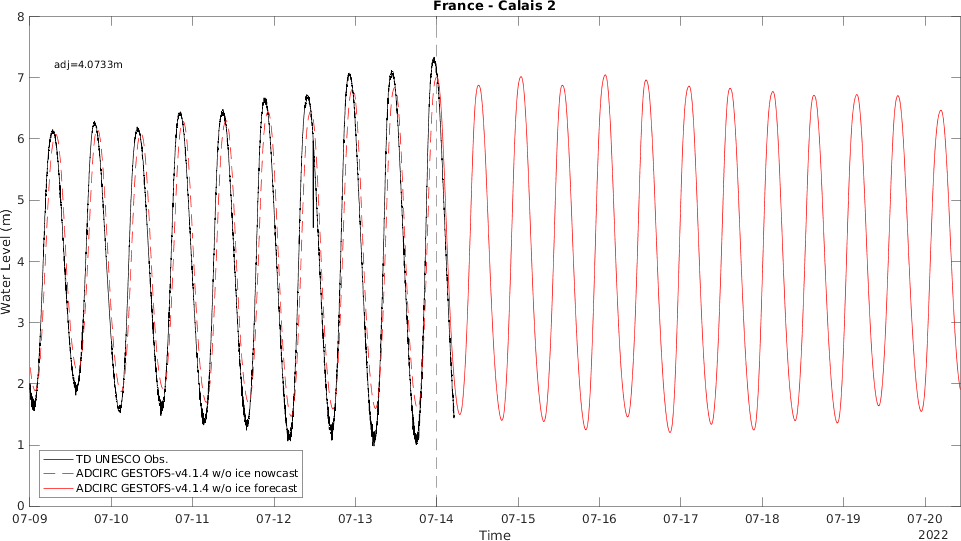 France - Calais 2
adj=4.0733m
Water Level (m)
8
7
6
5
4
3
2
1
0
TD UNESCO Obs.
ADCIRC GESTOFS-v4.1.4 w/o ice nowcast
ADCIRC GESTOFS-v4.1.4 w/o ice forecast
07-09 07-10 07-11 07-12 07-13 07-14 07-15 07-16 07-17 07-18 07-19 07-20
Time
2022